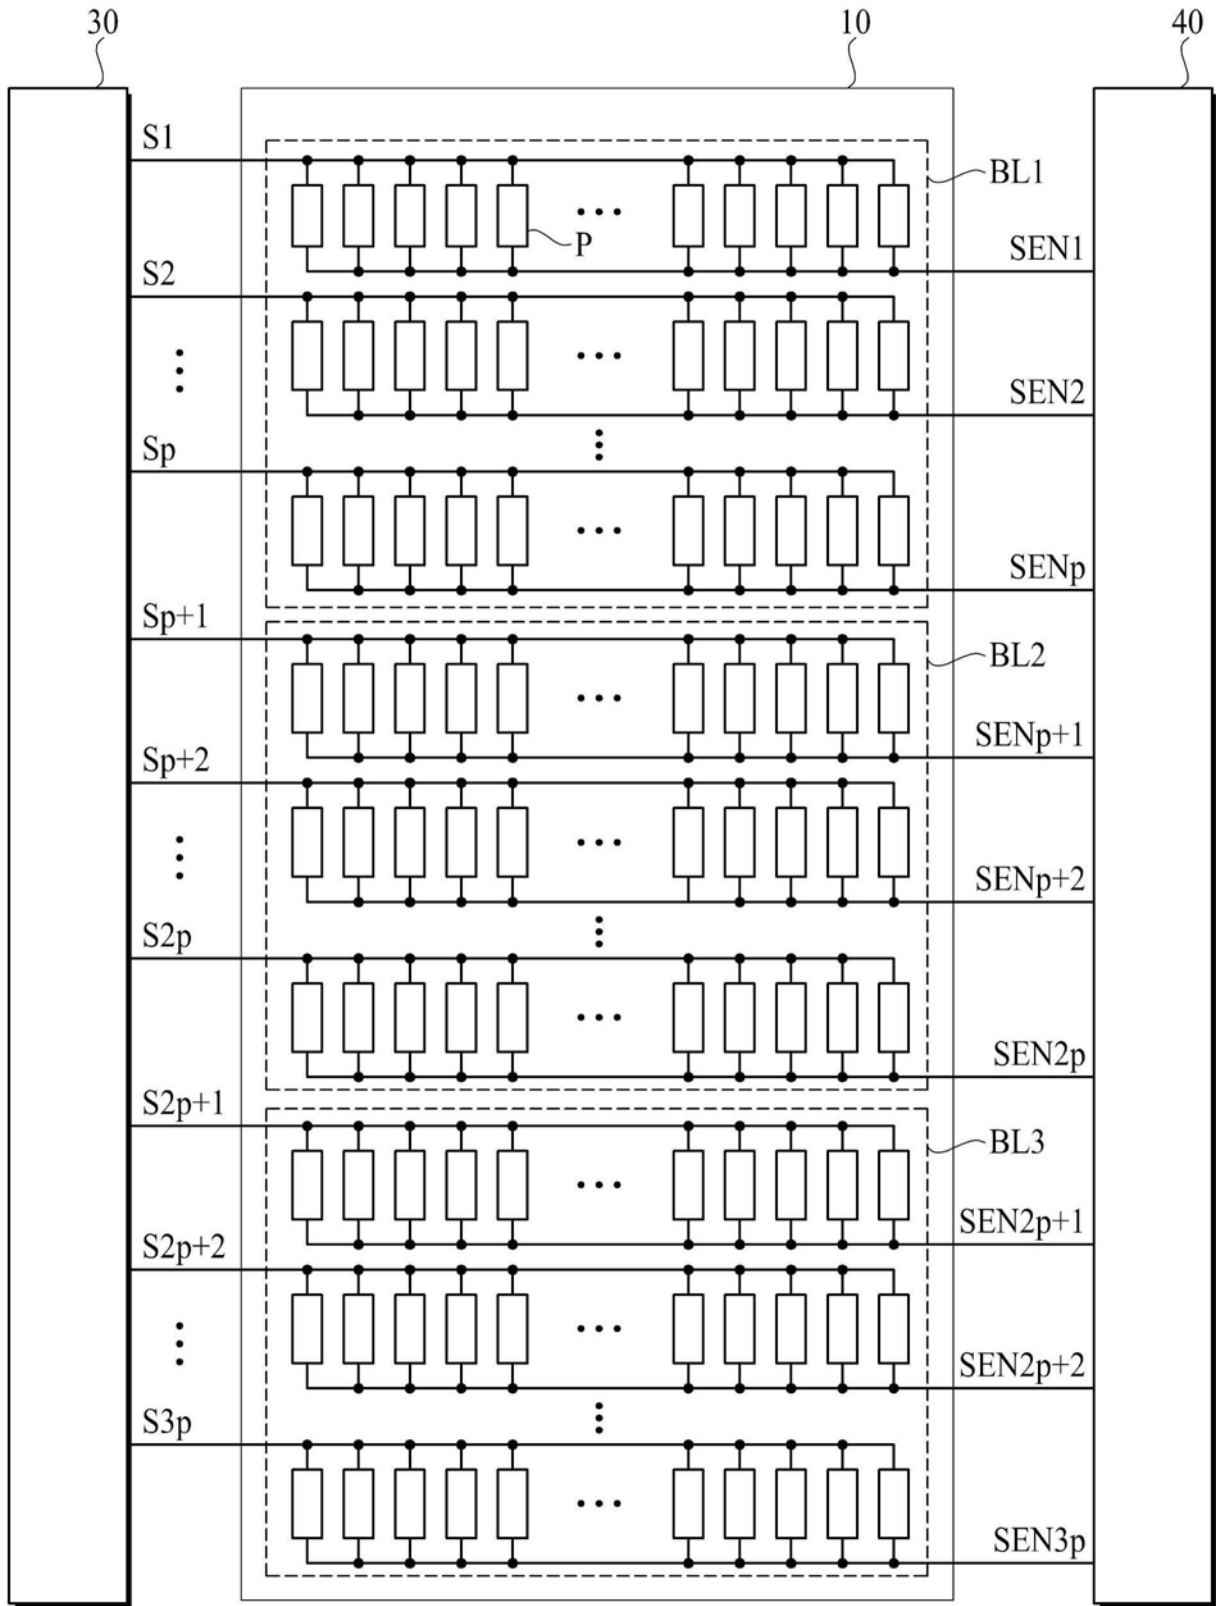 30
10
40
S1
BL1
P
SEN1
S2
SEN2
Sp
SENp
Sp+1
BL2
SENp+1
Sp+2
SENp+2
S2p
SEN2p
S2p+1
BL3
SEN2p+1
S2p+2
SEN2p+2
S3p
SEN3p